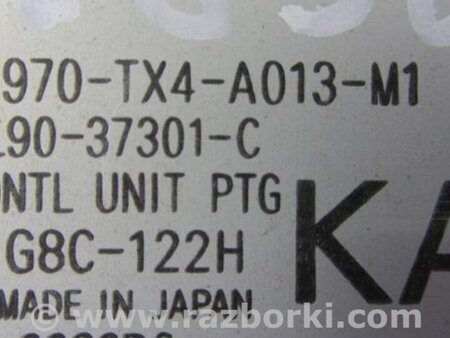 970-TX4-A013-M1
90-37301-C
NTL UNIT PTG
G8C-122H
KA
MADE IN JAPAN
www.razborki.com